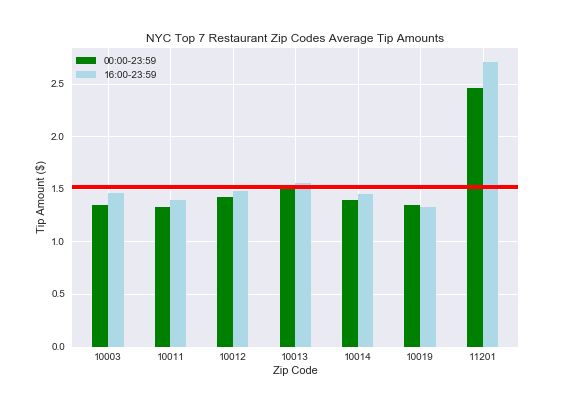 NYC Top 7 Restaurant Zip Codes Average Tip Amounts
00:00-23:59
16:00-23:59
Tip Amount ($)
2.5
2.0
1.5
1.0
0.5
0.0
10003 10011 10012 10013 10014 10019 11201
Zip Code